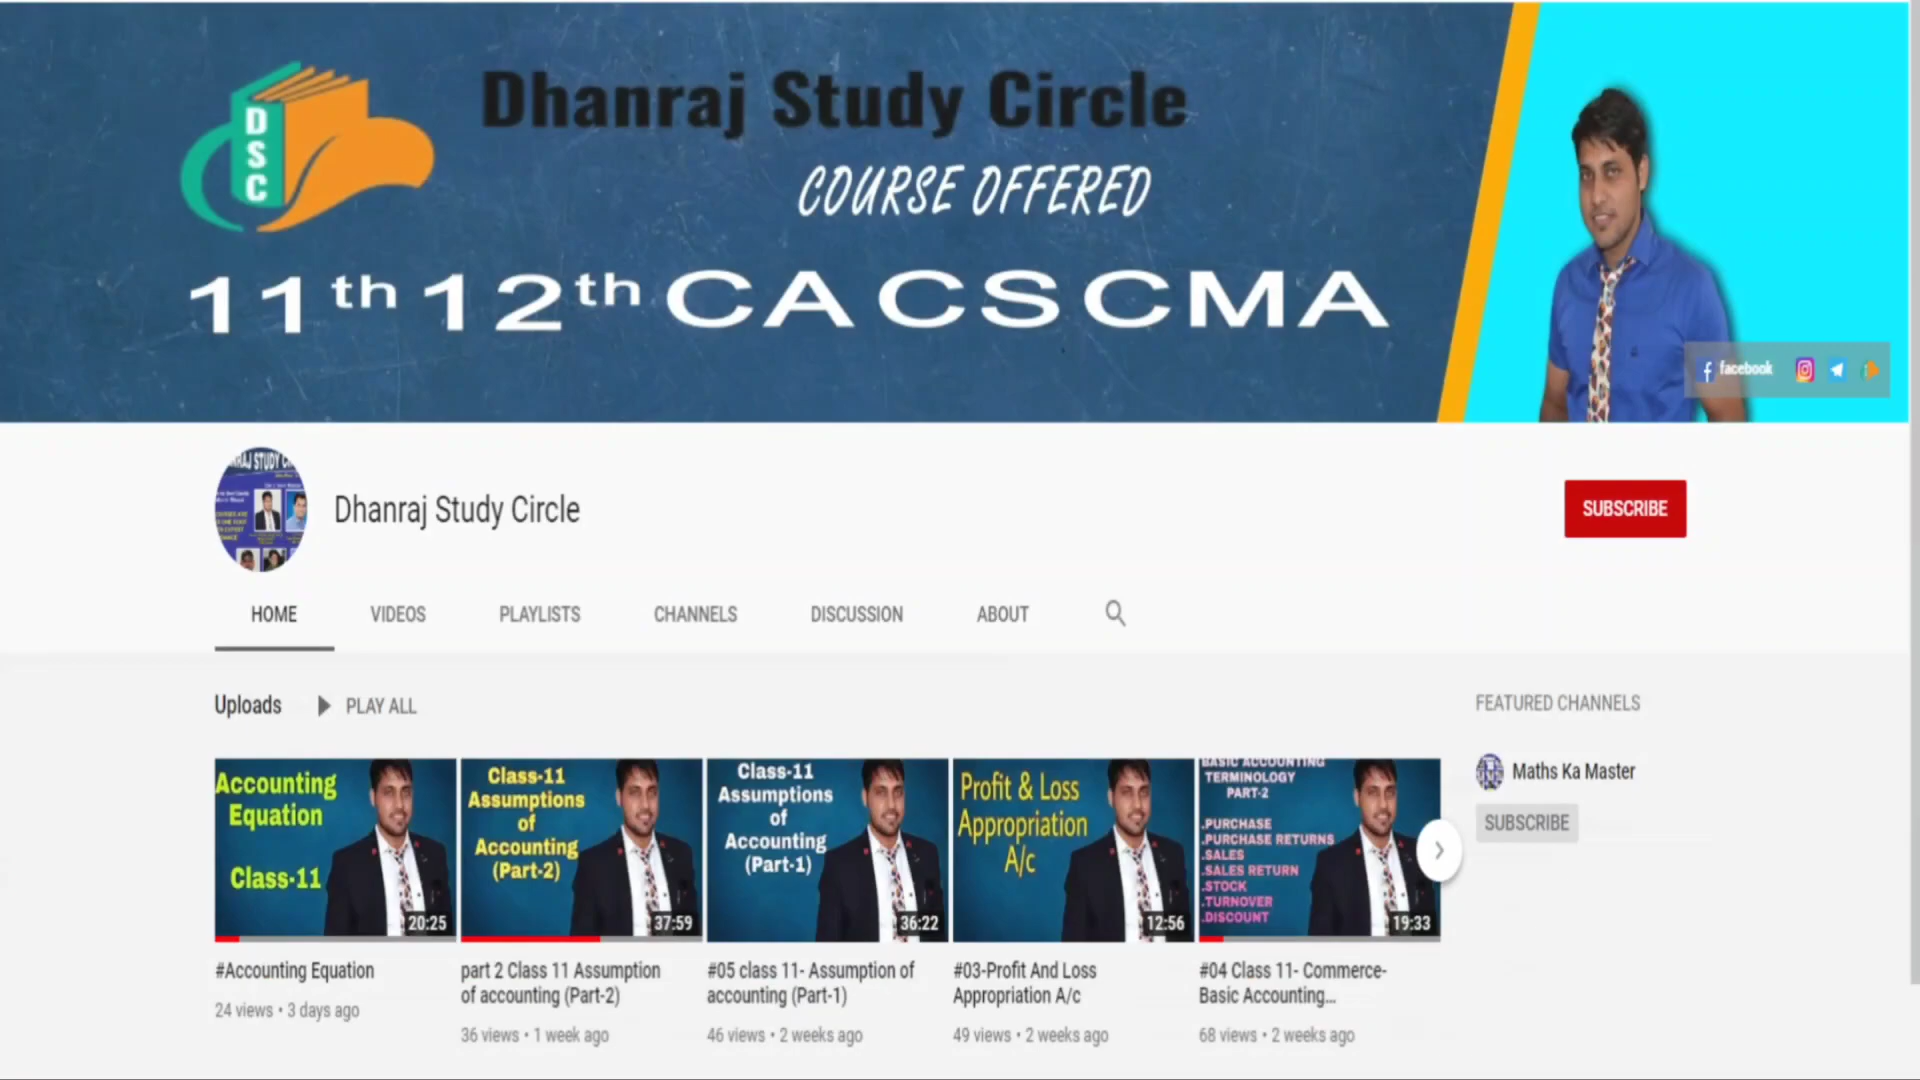 DSC
Dhanraj Study Circle
COURSE OFFERED
11th 12th CA CS CMA
facebook
Dhanraj Study Circle
SUBSCRIBE
HOME VIDEOS PLAYLISTS CHANNELS DISCUSSION ABOUT
Uploads PLAY ALL
FEATURED CHANNELS
Maths Ka Master
SUBSCRIBE
Accounting
Equation
Class-11
20:25
#Accounting Equation
24 views • 3 days ago
Class-11
Assumptions
of
Accounting
(Part-2)
37:59
part 2 Class 11 Assumption
of accounting (Part-2)
36 views • 1 week ago
Class-11
Assumptions
of
Accounting
(Part-1)
36:22
#05 class 11- Assumption of
accounting (Part-1)
46 views • 2 weeks ago
Profit & Loss
Appropriation
A/c
12:56
#03-Profit And Loss
Appropriation A/c
49 views • 2 weeks ago
BASIC ACCOUNTING
TERMINOLOGY
PART-2
.PURCHASE
.PURCHASE RETURNS
.SALES
.SALES RETURN
.STOCK
.TURNOVER
.DISCOUNT
19:33
#04 Class 11- Commerce-
Basic Accounting...
68 views • 2 weeks ago